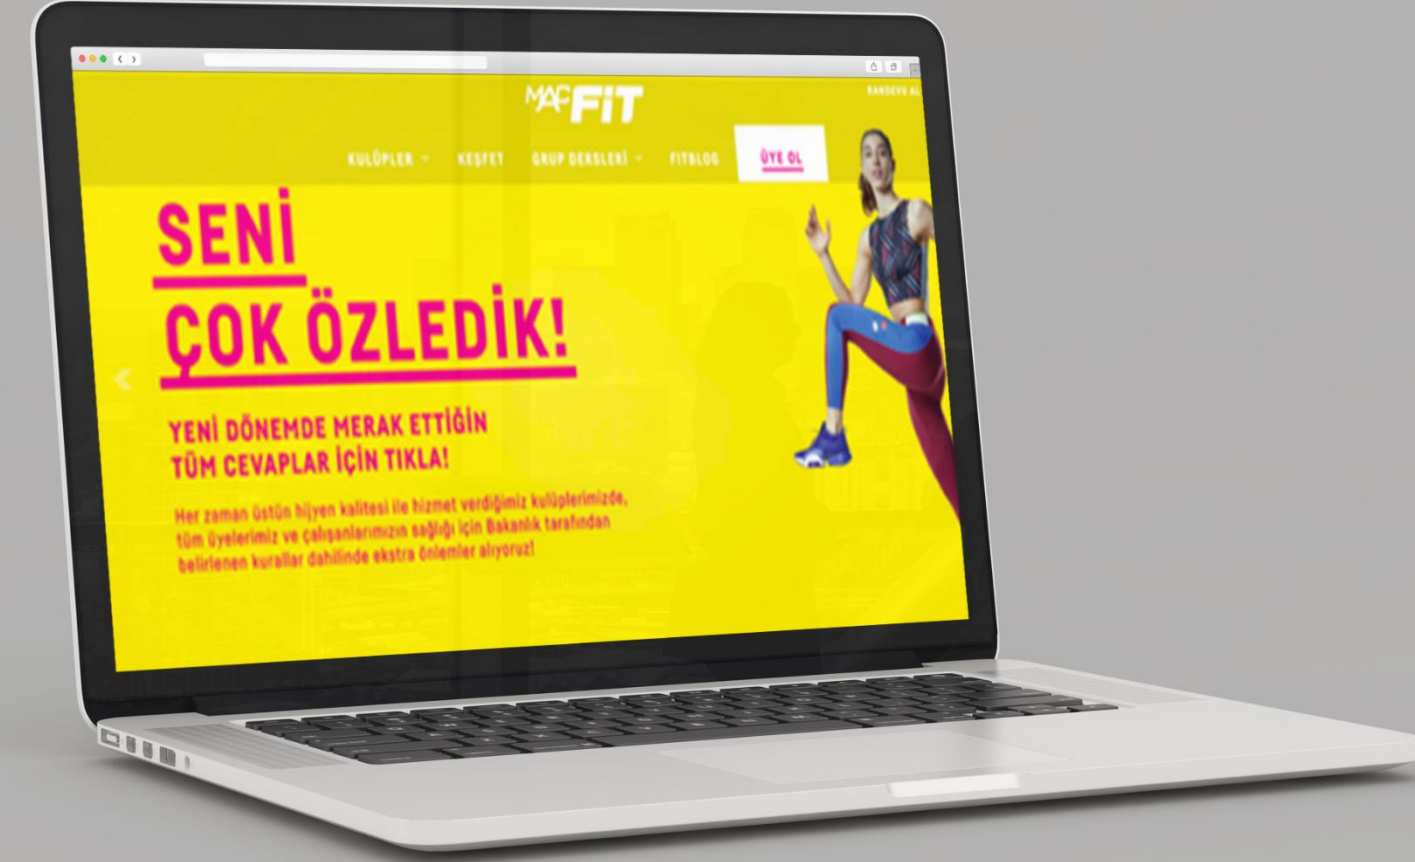 MAC FiT
RANDEVU AL
KULÜPLER KEŞFET GRUP DERSLERİ FITBLOG ÜYE OL
SENİ
ÇOK ÖZLEDİK!
YENİ DÖNEMDE MERAK ETTİĞİN
TÜM CEVAPLAR İÇİN TIKLA!
Her zaman üstün hijyen kalitesi ile hizmet verdiğimiz kulüplerimizde,
tüm üyelerimiz ve çalışanlarımızın sağlığı için Bakanlık tarafından
belirlenen kurallar dahilinde ekstra önlemler alıyoruz!